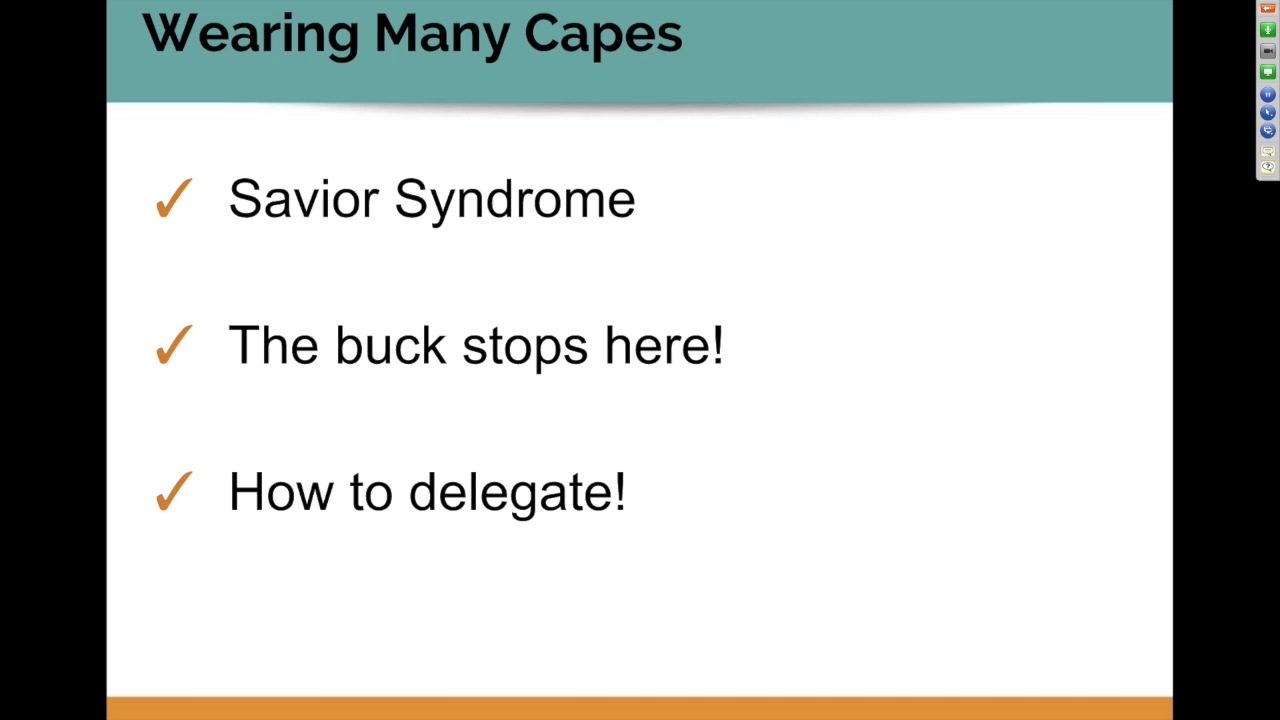 Wearing Many Capes
✓ Savior Syndrome
✓ The buck stops here!
✓ How to delegate!